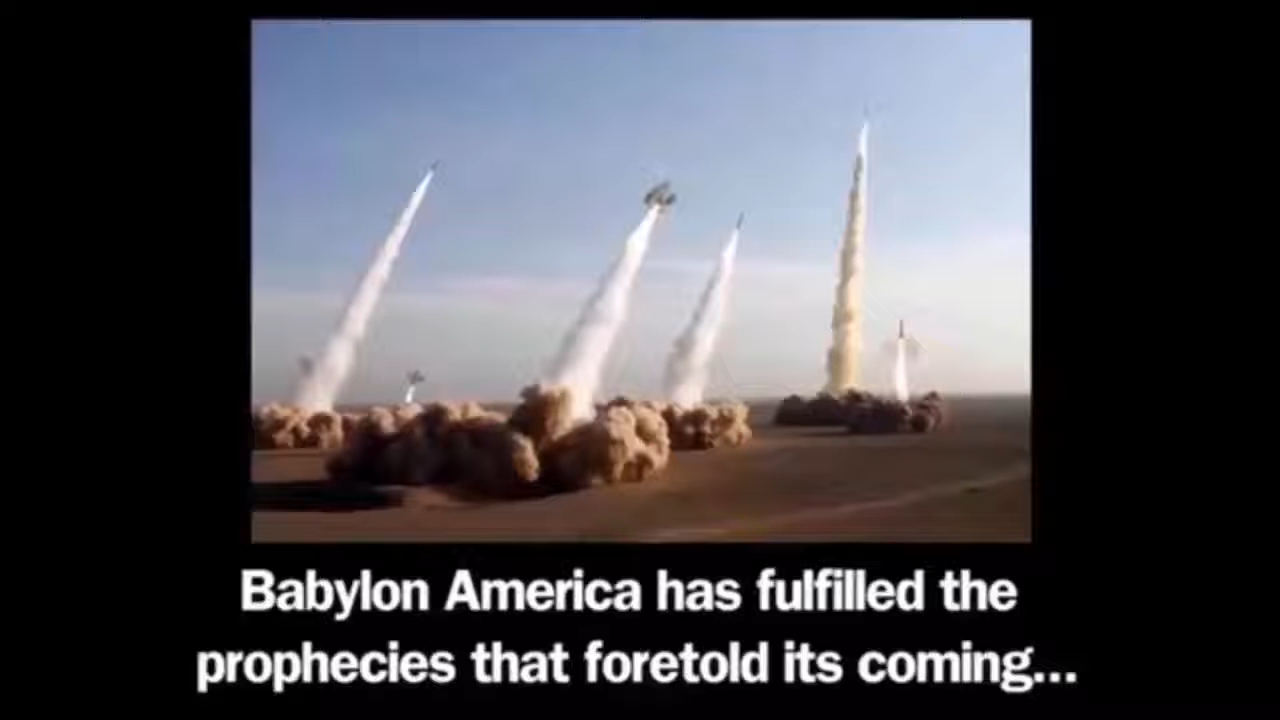 Babylon America has fulfilled the
prophecies that foretold its coming...